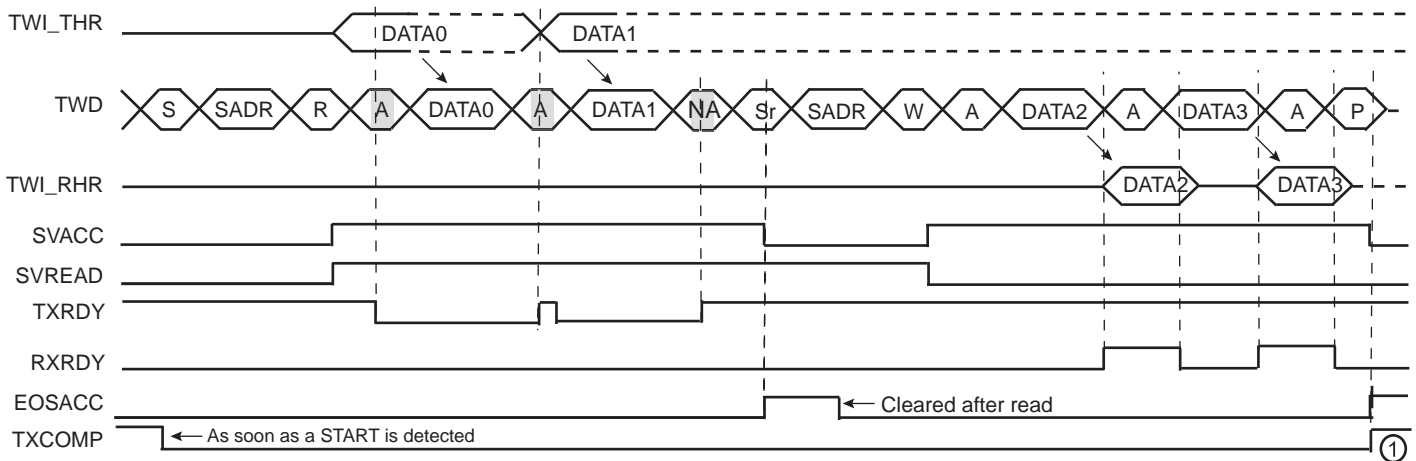 TWI_THR DATA0 DATA1
TWD S SADR R A DATA0 A DATA1 NA Sr SADR W A DATA2 A DATA3 A P
TWI_RHR DATA2 DATA3
SVACC
SVREAD
TXRDY
RXRDY
EOSACC Cleared after read
TXCOMP As soon as a START is detected 1